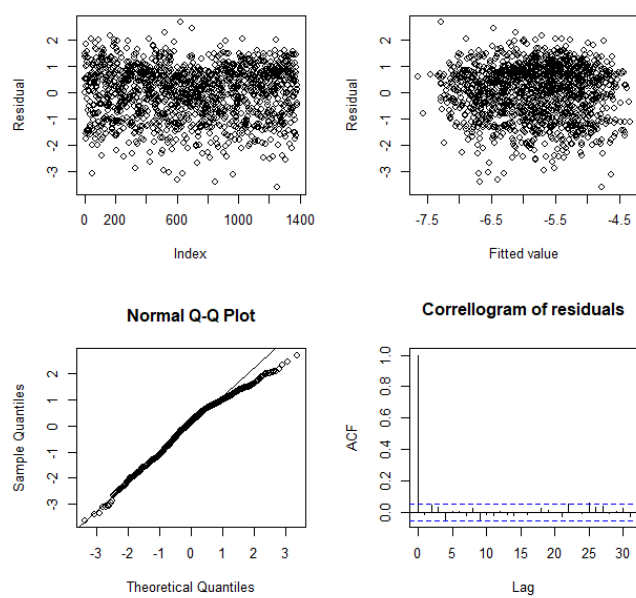 Residual
2
1
0
-1
-2
-3
0 200 600 1000 1400
Index
Residual
2
1
0
-1
-2
-3
-7.5 -6.5 -5.5 -4.5
Fitted value
Normal Q-Q Plot
Sample Quantiles
2
1
0
-1
-2
-3
-3 -2 -1 0 1 2 3
Theoretical Quantiles
Correllogram of residuals
ACF
1.0
0.8
0.6
0.4
0.2
0.0
0 5 10 15 20 25 30
Lag